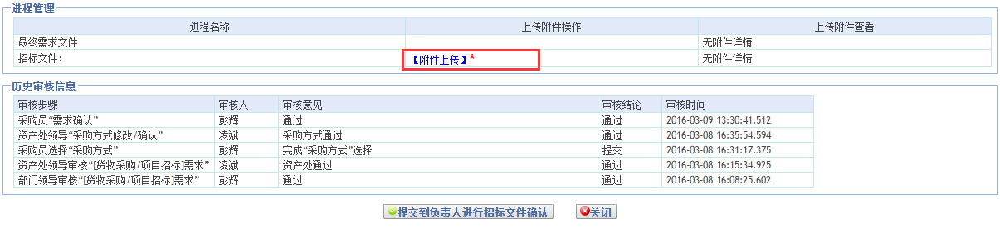 进程管理
进程名称 上传附件操作 上传附件查看
最终需求文件 无附件详情
招标文件： 【附件上传】* 无附件详情
历史审核信息
审核步骤 审核人 审核意见 审核结论 审核时间
采购员“需求确认” 彭辉 通过 通过 2016-03-09 13:30:41.512
资产处领导“采购方式修改/确认” 凌斌 采购方式通过 通过 2016-03-08 16:35:54.594
采购员选择“采购方式” 彭辉 完成“采购方式”选择 提交 2016-03-08 16:31:17.375
资产处领导审核“[货物采购/项目招标]需求” 凌斌 资产处通过 通过 2016-03-08 16:15:34.925
部门领导审核“[货物采购/项目招标]需求” 彭辉 通过 通过 2016-03-08 16:08:25.602
提交到负责人进行招标文件确认 关闭